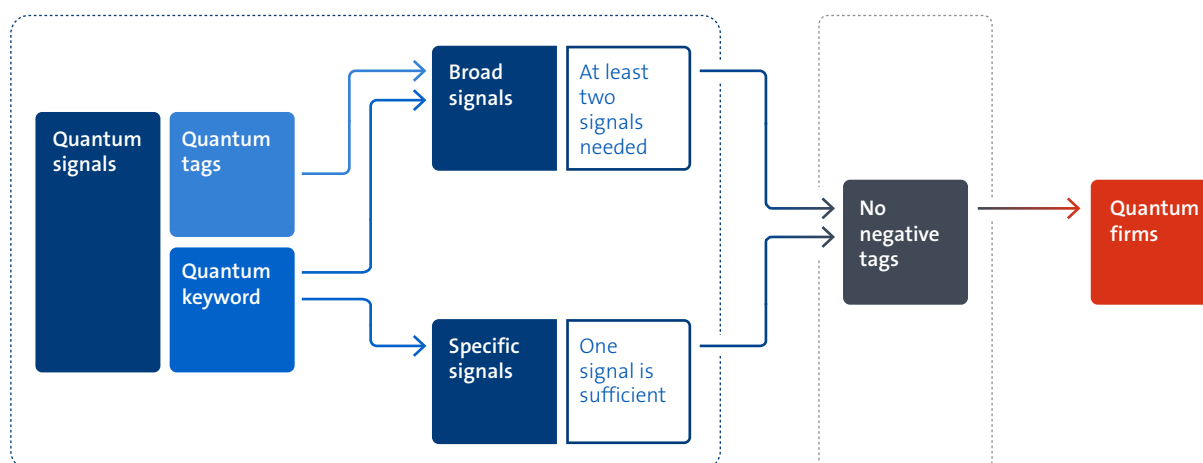 Quantum
signals
Quantum
tags
Quantum
keyword
Broad
signals
At least
two
signals
needed
Specific
signals
One
signal is
sufficient
No
negative
tags
Quantum
firms